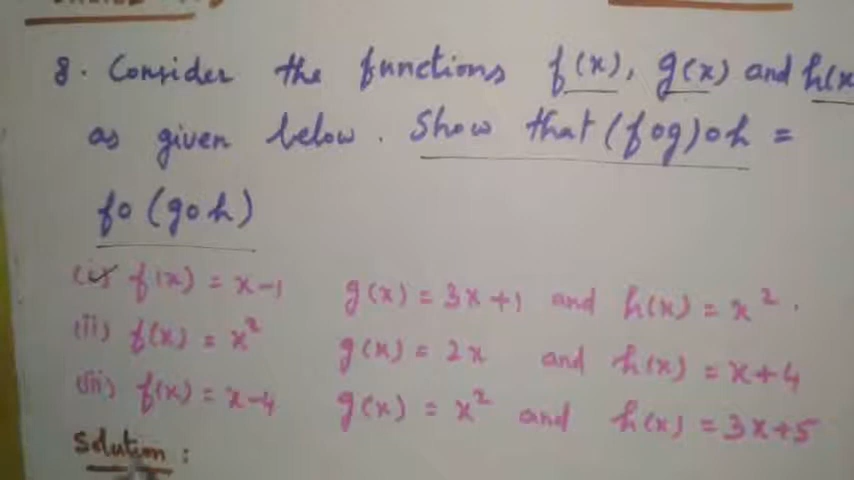 8. Consider the functions f(x), g(x) and h(x
as given below. Show that (fog)oh =
fo(goh)
(i) f(x) = x-1 g(x) = 3x+1 and h(x) = x².
(ii) f(x) = x² g(x) = 2x and h(x) = x+4
(iii) f(x) = x-4 g(x) = x² and h(x) = 3x+5
Solution: